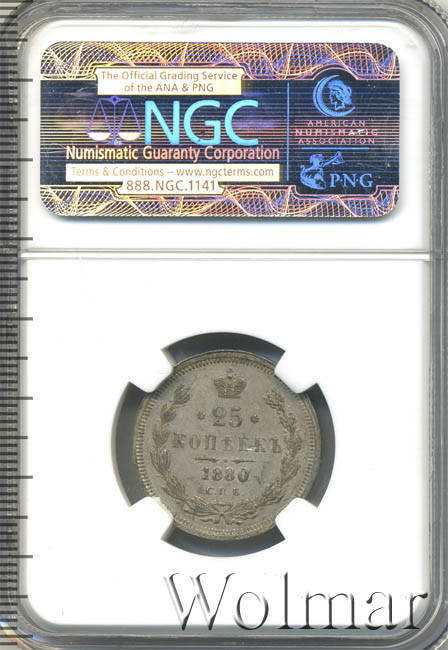 The Official Grading Service
of the ANA & PNG
NGC
Numismatic Guaranty Corporation
Terms & Conditions – www.ngcterms.com
888.NGC.1141
AMERICAN
NUMISMATIC
ASSOCIATION
P·N·G
25
КОПѢЕКЪ
1880
СПБ
Wolmar